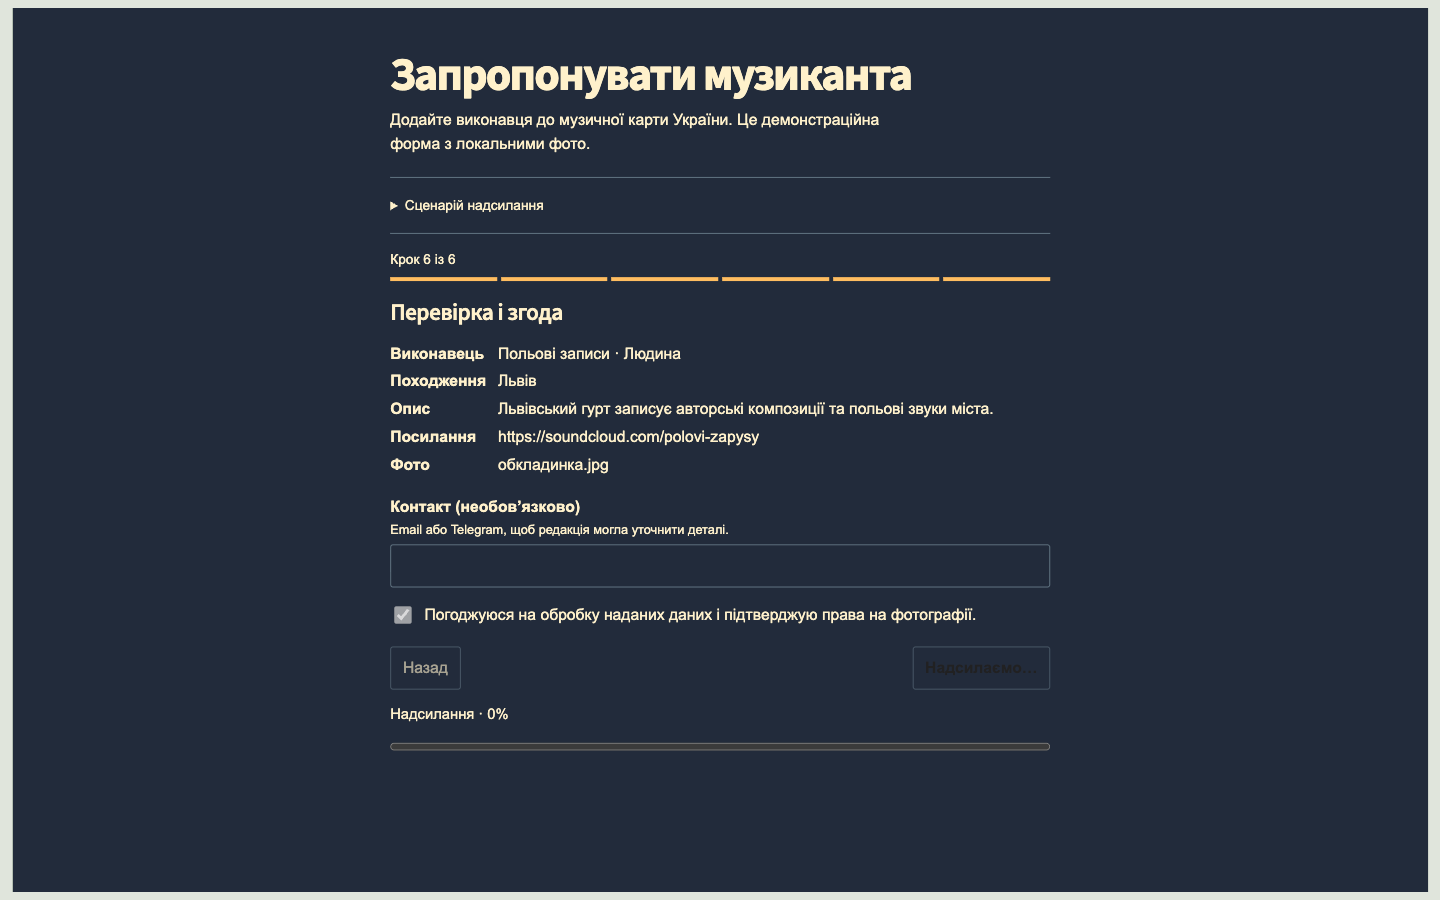 Запропонувати музиканта
Додайте виконавця до музичної карти України. Це демонстраційна
форма з локальними фото.
Сценарій надсилання
Крок 6 із 6
Перевірка і згода
Виконавець Польові записи · Людина
Походження Львів
Опис Львівський гурт записує авторські композиції та польові звуки міста.
Посилання https://soundcloud.com/polovi-zapysy
Фото обкладинка.jpg
Контакт (необов’язково)
Email або Telegram, щоб редакція могла уточнити деталі.
Погоджуюся на обробку наданих даних і підтверджую права на фотографії.
Назад Надсилаємо…
Надсилання · 0%